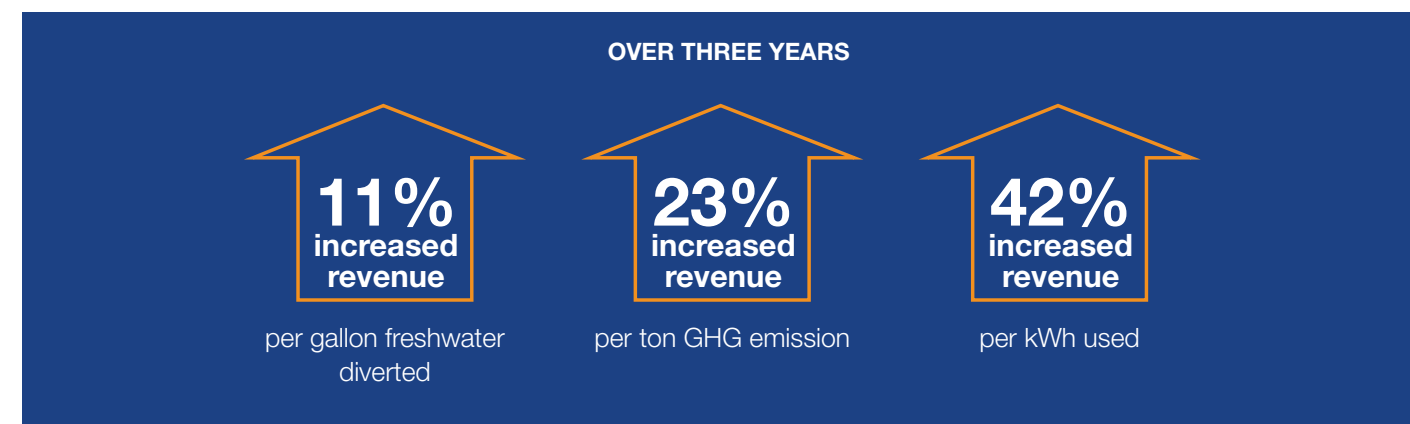 OVER THREE YEARS
11%
increased
revenue
per gallon freshwater
diverted
23%
increased
revenue
per ton GHG emission
42%
increased
revenue
per kWh used